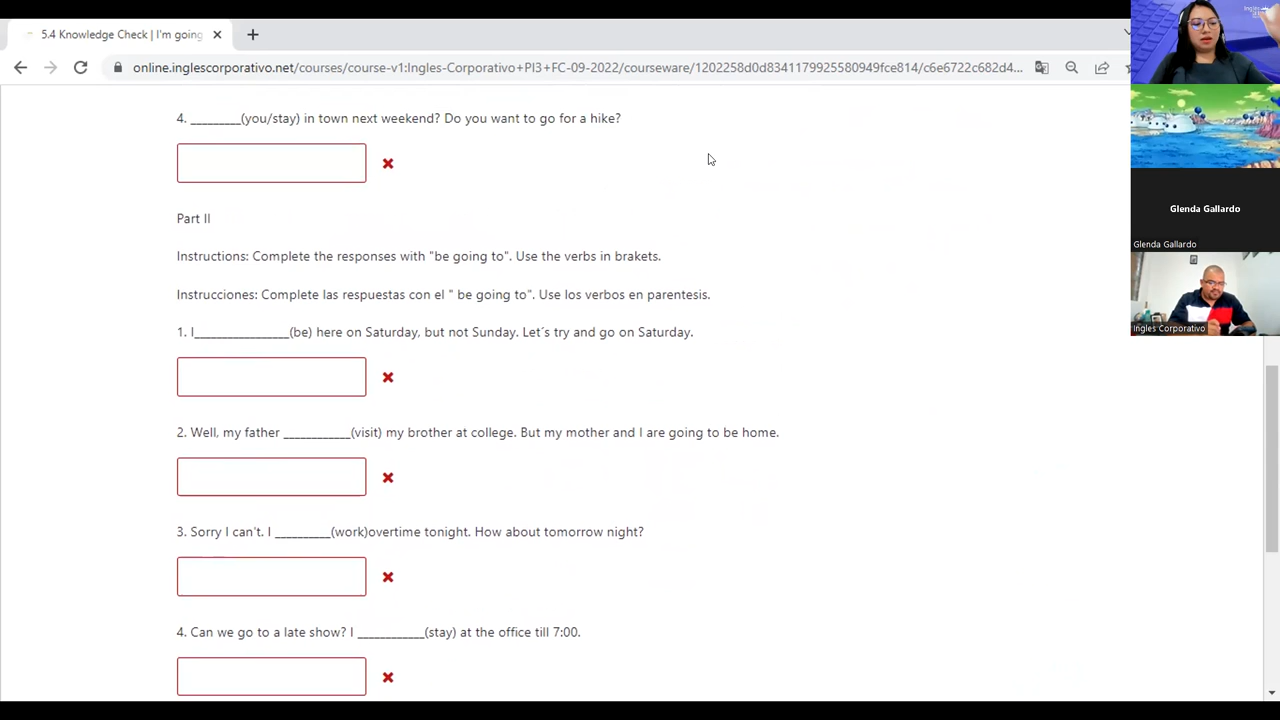 5.4 Knowledge Check | I'm going
online.inglescorporativo.net/courses/course-v1:Ingles-Corporativo+PI3+FC-09-2022/courseware/1202258d0d8341179925580949fce814/c6e6722c682d4...
4. _________(you/stay) in town next weekend? Do you want to go for a hike?
Part II
Instructions: Complete the responses with "be going to". Use the verbs in brakets.
Instrucciones: Complete las respuestas con el " be going to". Use los verbos en parentesis.
1. I_________________(be) here on Saturday, but not Sunday. Let´s try and go on Saturday.
2. Well, my father ____________(visit) my brother at college. But my mother and I are going to be home.
3. Sorry I can't. I __________(work)overtime tonight. How about tomorrow night?
4. Can we go to a late show? I ____________(stay) at the office till 7:00.
Glenda Gallardo
Glenda Gallardo
Ingles Corporativo